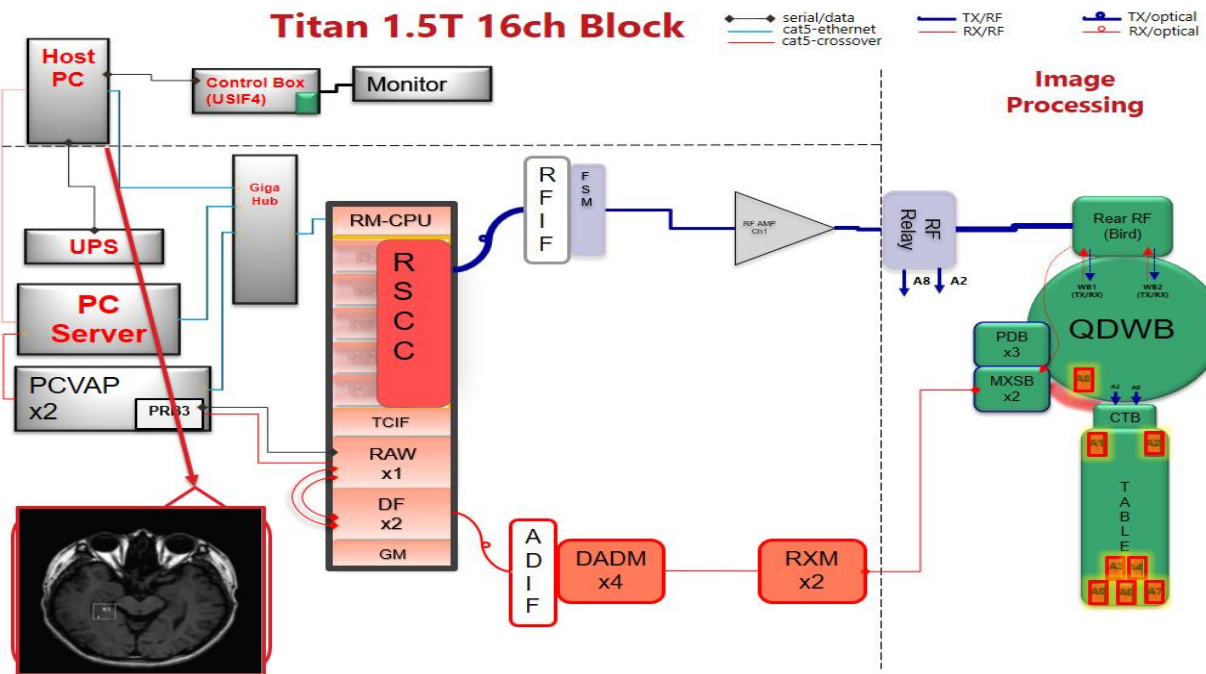 Titan 1.5T 16ch Block
serial/data
cat5-ethernet
cat5-crossover
TX/RF
RX/RF
TX/optical
RX/optical
Host
PC
Control Box
(USIF4)
Monitor
Image
Processing
Giga
Hub
UPS
PC
Server
PCVAP
x2
PRB3
RM-CPU
R
S
C
C
TCIF
RAW
x1
DF
x2
GM
R
F
I
F
F
S
M
RF AMP
Ch1
RF
Relay
A8
A2
Rear RF
(Bird)
WB1
(TX/RX)
WB2
(TX/RX)
QDWB
PDB
x3
MXSB
x2
CTB
A1
A2
T
A
B
L
E
A3
A4
A5
A6
A7
A
D
I
F
DADM
x4
RXM
x2